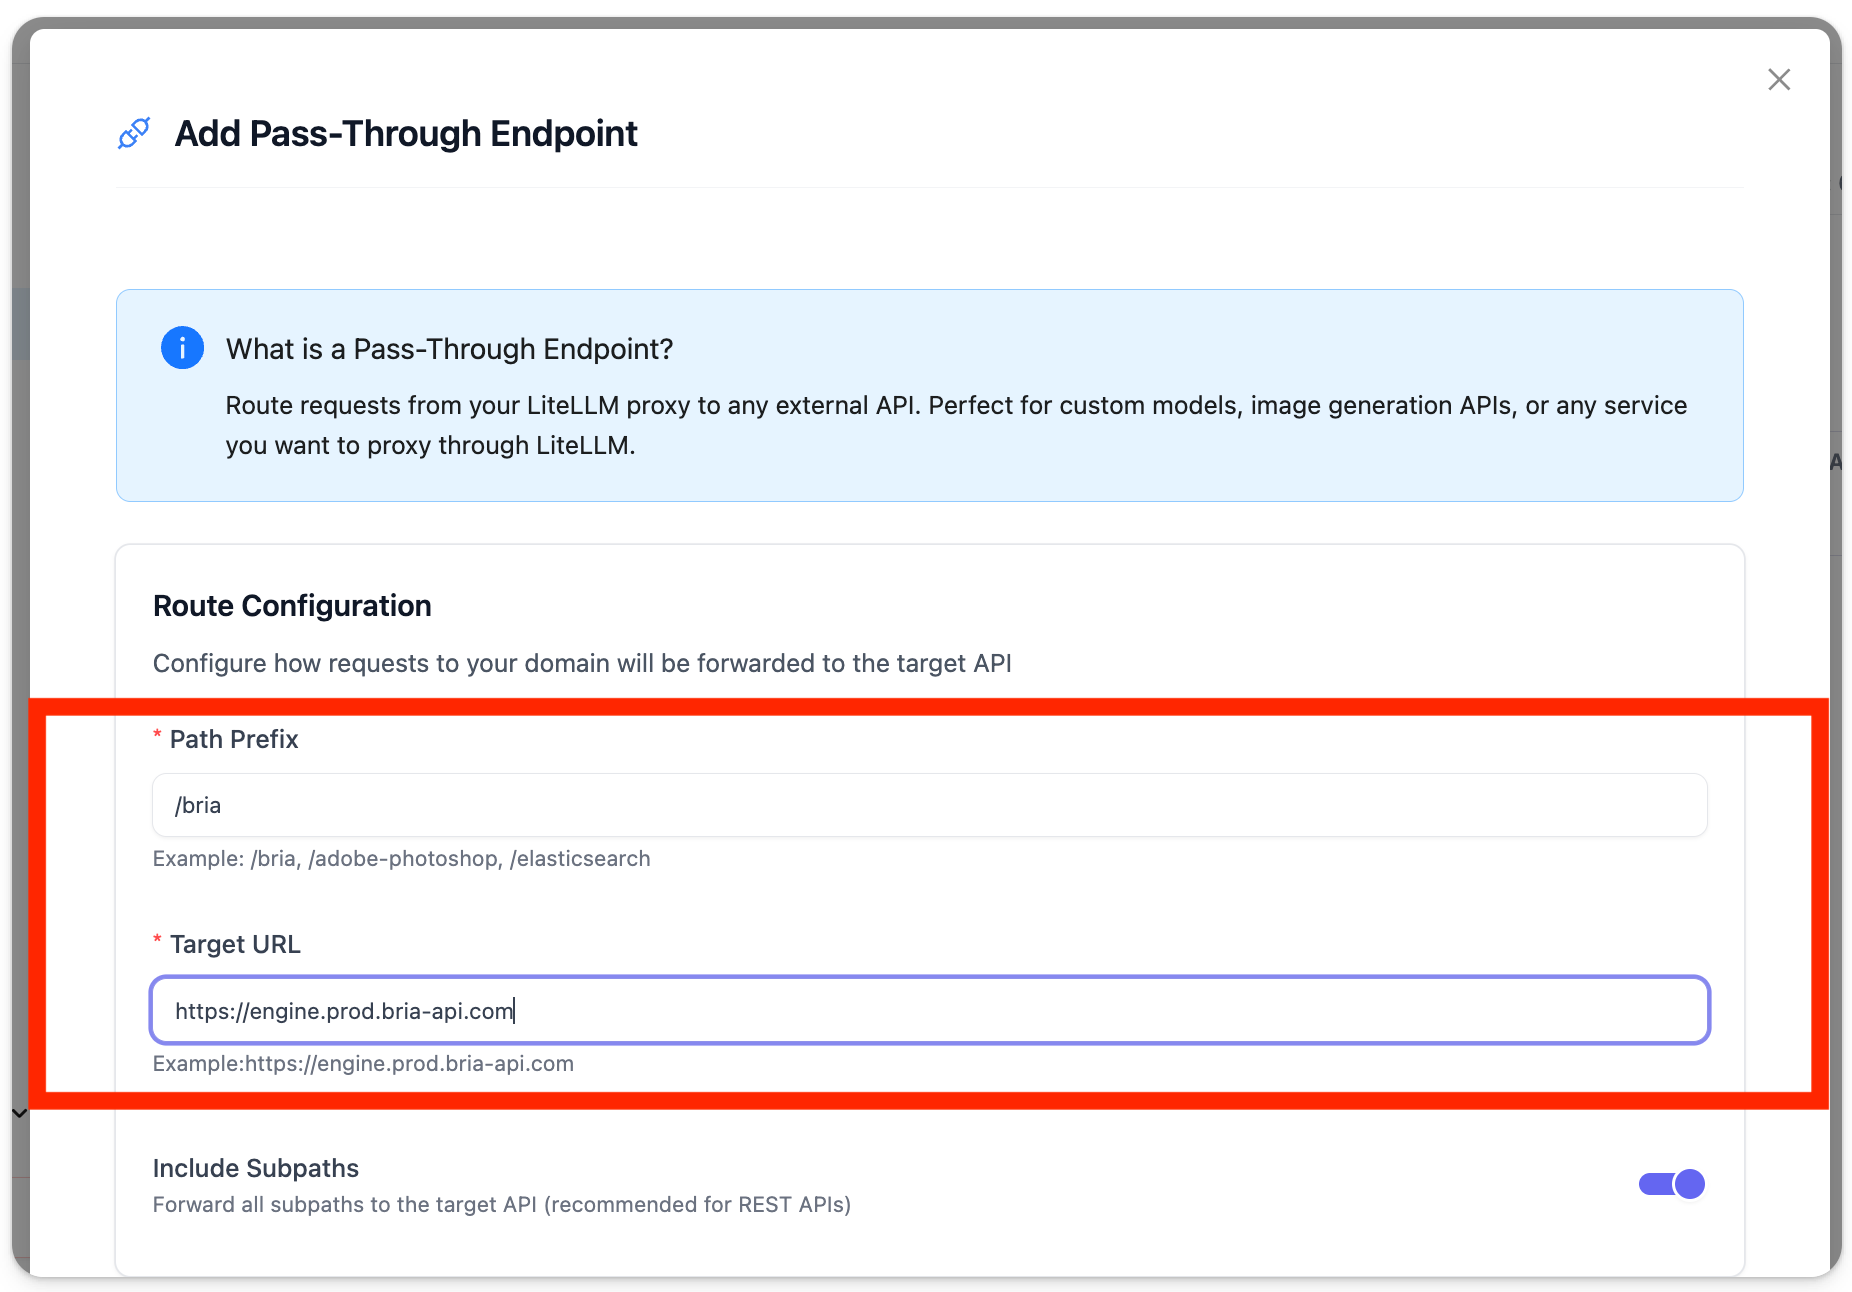 Add Pass-Through Endpoint
What is a Pass-Through Endpoint?
Route requests from your LiteLLM proxy to any external API. Perfect for custom models, image generation APIs, or any service
you want to proxy through LiteLLM.
Route Configuration
Configure how requests to your domain will be forwarded to the target API
* Path Prefix
/bria
Example: /bria, /adobe-photoshop, /elasticsearch
* Target URL
https://engine.prod.bria-api.com
Example:https://engine.prod.bria-api.com
Include Subpaths
Forward all subpaths to the target API (recommended for REST APIs)